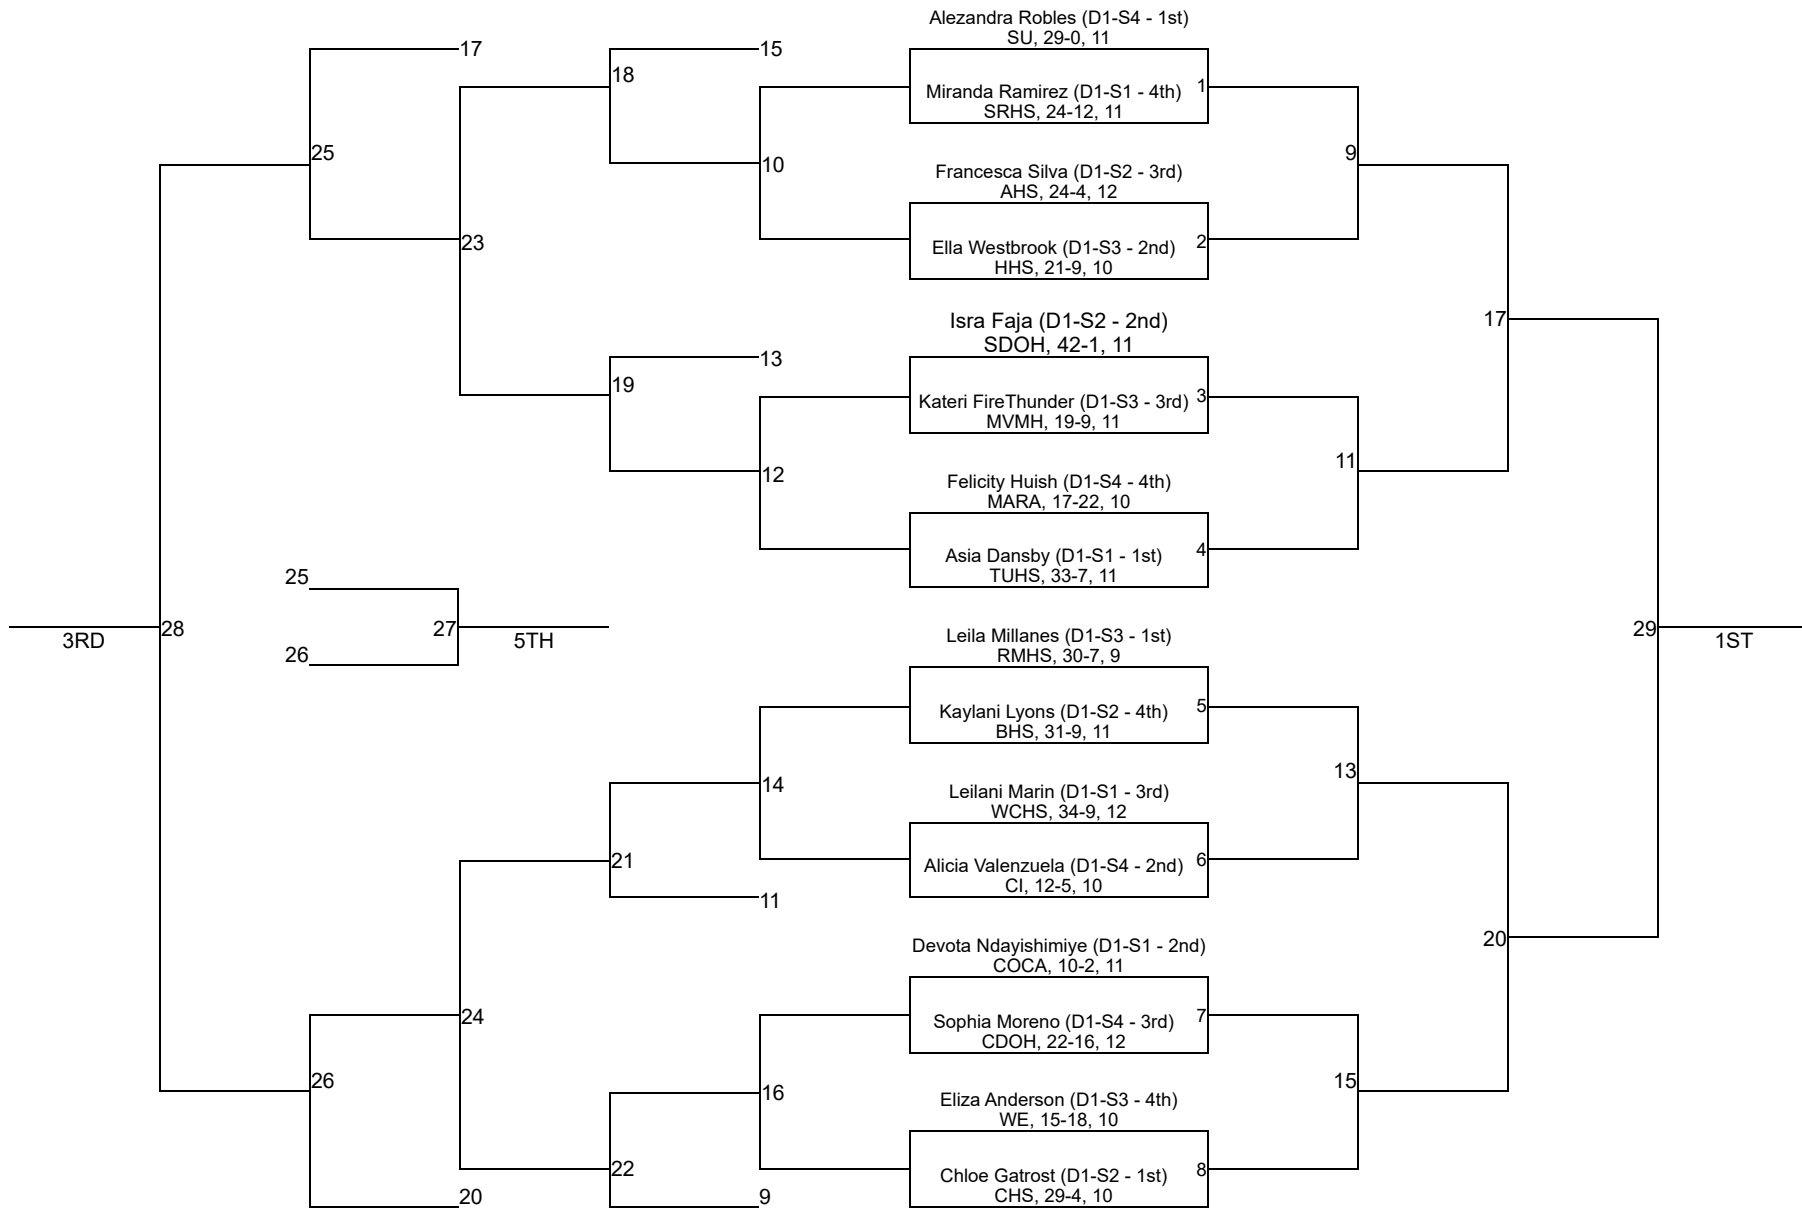 Alezandra Robles (D1-S4 - 1st)
SU, 29-0, 11
17
15
18
Miranda Ramirez (D1-S1 - 4th)
1
SRHS, 24-12, 11
25
10
9
Francesca Silva (D1-S2 - 3rd)
AHS, 24-4, 12
23
Ella Westbrook (D1-S3 - 2nd)
2
HHS, 21-9, 10
Isra Faja (D1-S2 - 2nd)
17
SDOH, 42-1, 11
13
19
Kateri FireThunder (D1-S3 - 3rd)
3
MVMH, 19-9, 11
12
11
Felicity Huish (D1-S4 - 4th)
MARA, 17-22, 10
Asia Dansby (D1-S1 - 1st)
4
TUHS, 33-7, 11
25
3RD
28
27
5TH
Leila Millanes (D1-S3 - 1st)
29
1ST
26
RMHS, 30-7, 9
Kaylani Lyons (D1-S2 - 4th)
5
BHS, 31-9, 11
14
13
Leilani Marin (D1-S1 - 3rd)
WCHS, 34-9, 12
21
Alicia Valenzuela (D1-S4 - 2nd)
6
CI, 12-5, 10
11
Devota Ndayishimiye (D1-S1 - 2nd)
20
COCA, 10-2, 11
24
Sophia Moreno (D1-S4 - 3rd)
7
CDOH, 22-16, 12
26
16
15
Eliza Anderson (D1-S3 - 4th)
WE, 15-18, 10
22
Chloe Gatrost (D1-S2 - 1st)
8
CHS, 29-4, 10
20
9